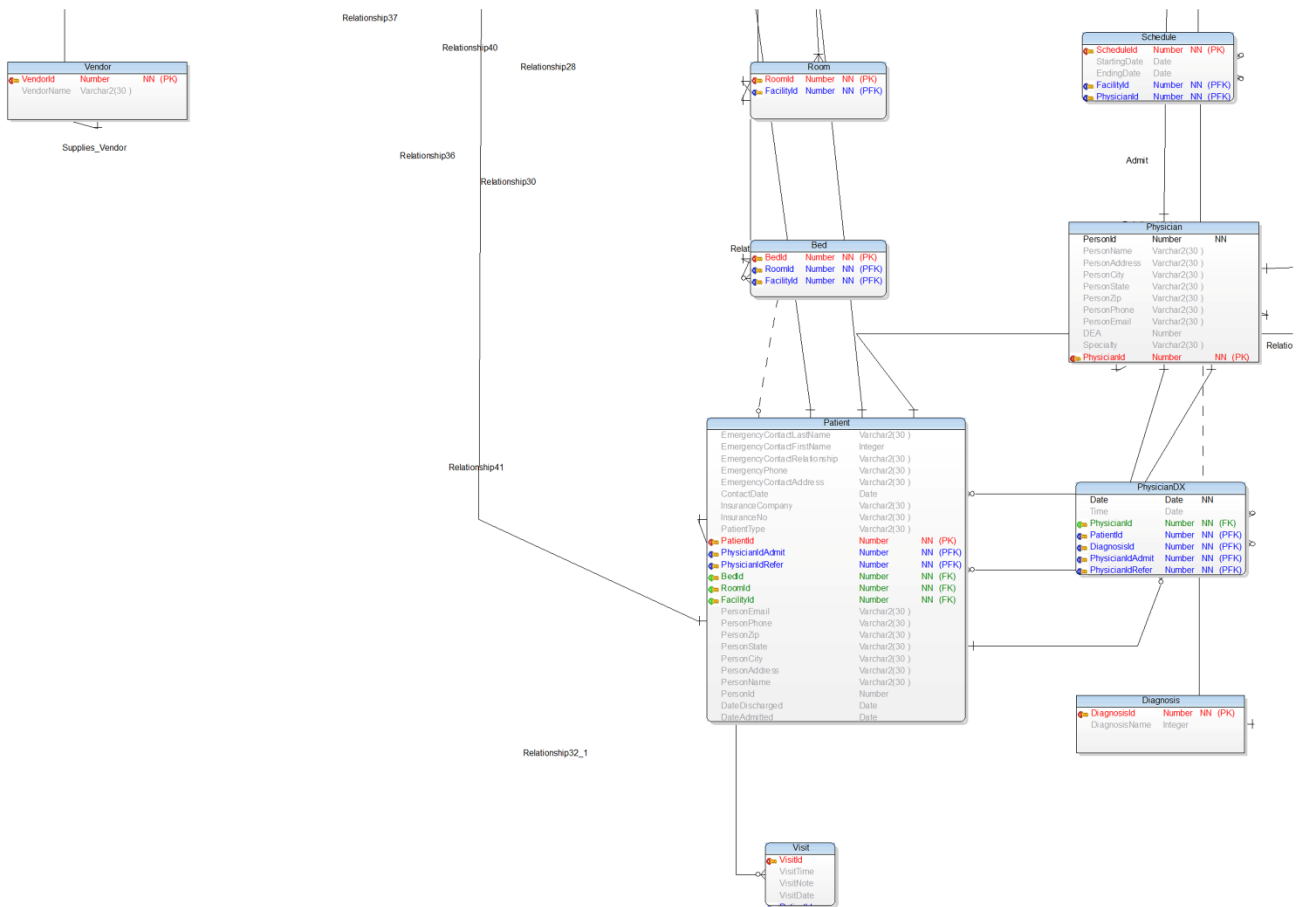 Relationship37
Relationship40
Relationship28
Vendor
VendorId Number NN (PK)
VendorName Varchar2(30 )
Supplies_Vendor
Relationship36
Relationship30
Room
RoomId Number NN (PK)
FacilityId Number NN (PFK)
Schedule
ScheduleId Number NN (PK)
StartingDate Date
EndingDate Date
FacilityId Number NN (PFK)
PhysicianId Number NN (PFK)
Admit
Relat
Bed
BedId Number NN (PK)
RoomId Number NN (PFK)
FacilityId Number NN (PFK)
Physician
PersonId Number NN
PersonName Varchar2(30 )
PersonAddress Varchar2(30 )
PersonCity Varchar2(30 )
PersonState Varchar2(30 )
PersonZip Varchar2(30 )
PersonPhone Varchar2(30 )
PersonEmail Varchar2(30 )
DEA Number
Specialty Varchar2(30 )
PhysicianId Number NN (PK)
Relatio
Relationship41
Patient
EmergencyContactLastName Varchar2(30 )
EmergencyContactFirstName Integer
EmergencyContactRelationship Varchar2(30 )
EmergencyPhone Varchar2(30 )
EmergencyContactAddress Varchar2(30 )
ContactDate Date
InsuranceCompany Varchar2(30 )
InsuranceNo Varchar2(30 )
PatientType Varchar2(30 )
PatientId Number NN (PK)
PhysicianIdAdmit Number NN (PFK)
PhysicianIdRefer Number NN (PFK)
BedId Number NN (FK)
RoomId Number NN (FK)
FacilityId Number NN (FK)
PersonEmail Varchar2(30 )
PersonPhone Varchar2(30 )
PersonZip Varchar2(30 )
PersonState Varchar2(30 )
PersonCity Varchar2(30 )
PersonAddress Varchar2(30 )
PersonName Varchar2(30 )
PersonId Number
DateDischarged Date
DateAdmitted Date
PhysicianDX
Date Date NN
Time Date
PhysicianId Number NN (FK)
PatientId Number NN (PFK)
DiagnosisId Number NN (PFK)
PhysicianIdAdmit Number NN (PFK)
PhysicianIdRefer Number NN (PFK)
Diagnosis
DiagnosisId Number NN (PK)
DiagnosisName Integer
Relationship32_1
Visit
VisitId
VisitTime
VisitNote
VisitDate